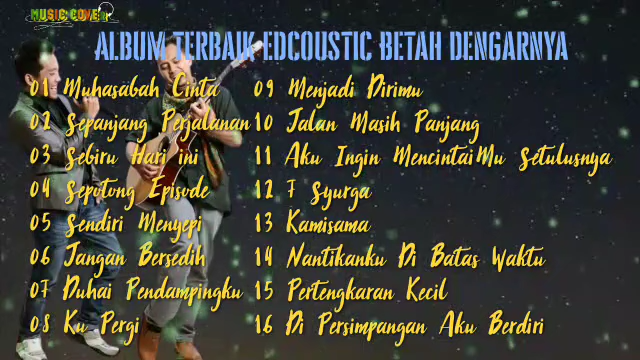 MUSIC COVER
ALBUM TERBAIK EDCOUSTIC BETAH DENGARNYA
01 Muhasabah Cinta
02 Sepanjang Perjalanan
03 Sebiru Hari ini
04 Sepotong Episode
05 Sendiri Menyepi
06 Jangan Bersedih
07 Duhai Pendampingku
08 Ku Pergi
09 Menjadi Dirimu
10 Jalan Masih Panjang
11 Aku Ingin MencintaiMu Setulusnya
12 7 Syurga
13 Kamisama
14 Nantikanku Di Batas Waktu
15 Pertengkaran Kecil
16 Di Persimpangan Aku Berdiri